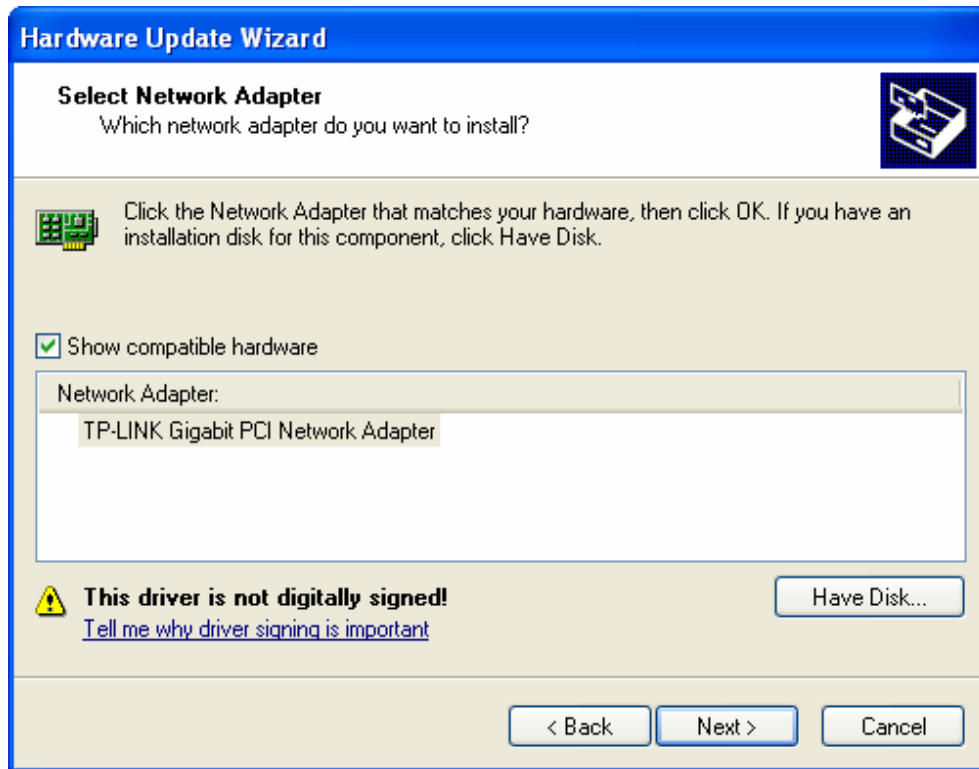 Hardware Update Wizard
Select Network Adapter
Which network adapter do you want to install?
Click the Network Adapter that matches your hardware, then click OK. If you have an
installation disk for this component, click Have Disk.
Show compatible hardware
Network Adapter:
TP-LINK Gigabit PCI Network Adapter
This driver is not digitally signed!
Have Disk...
Tell me why driver signing is important
< Back
Next >
Cancel